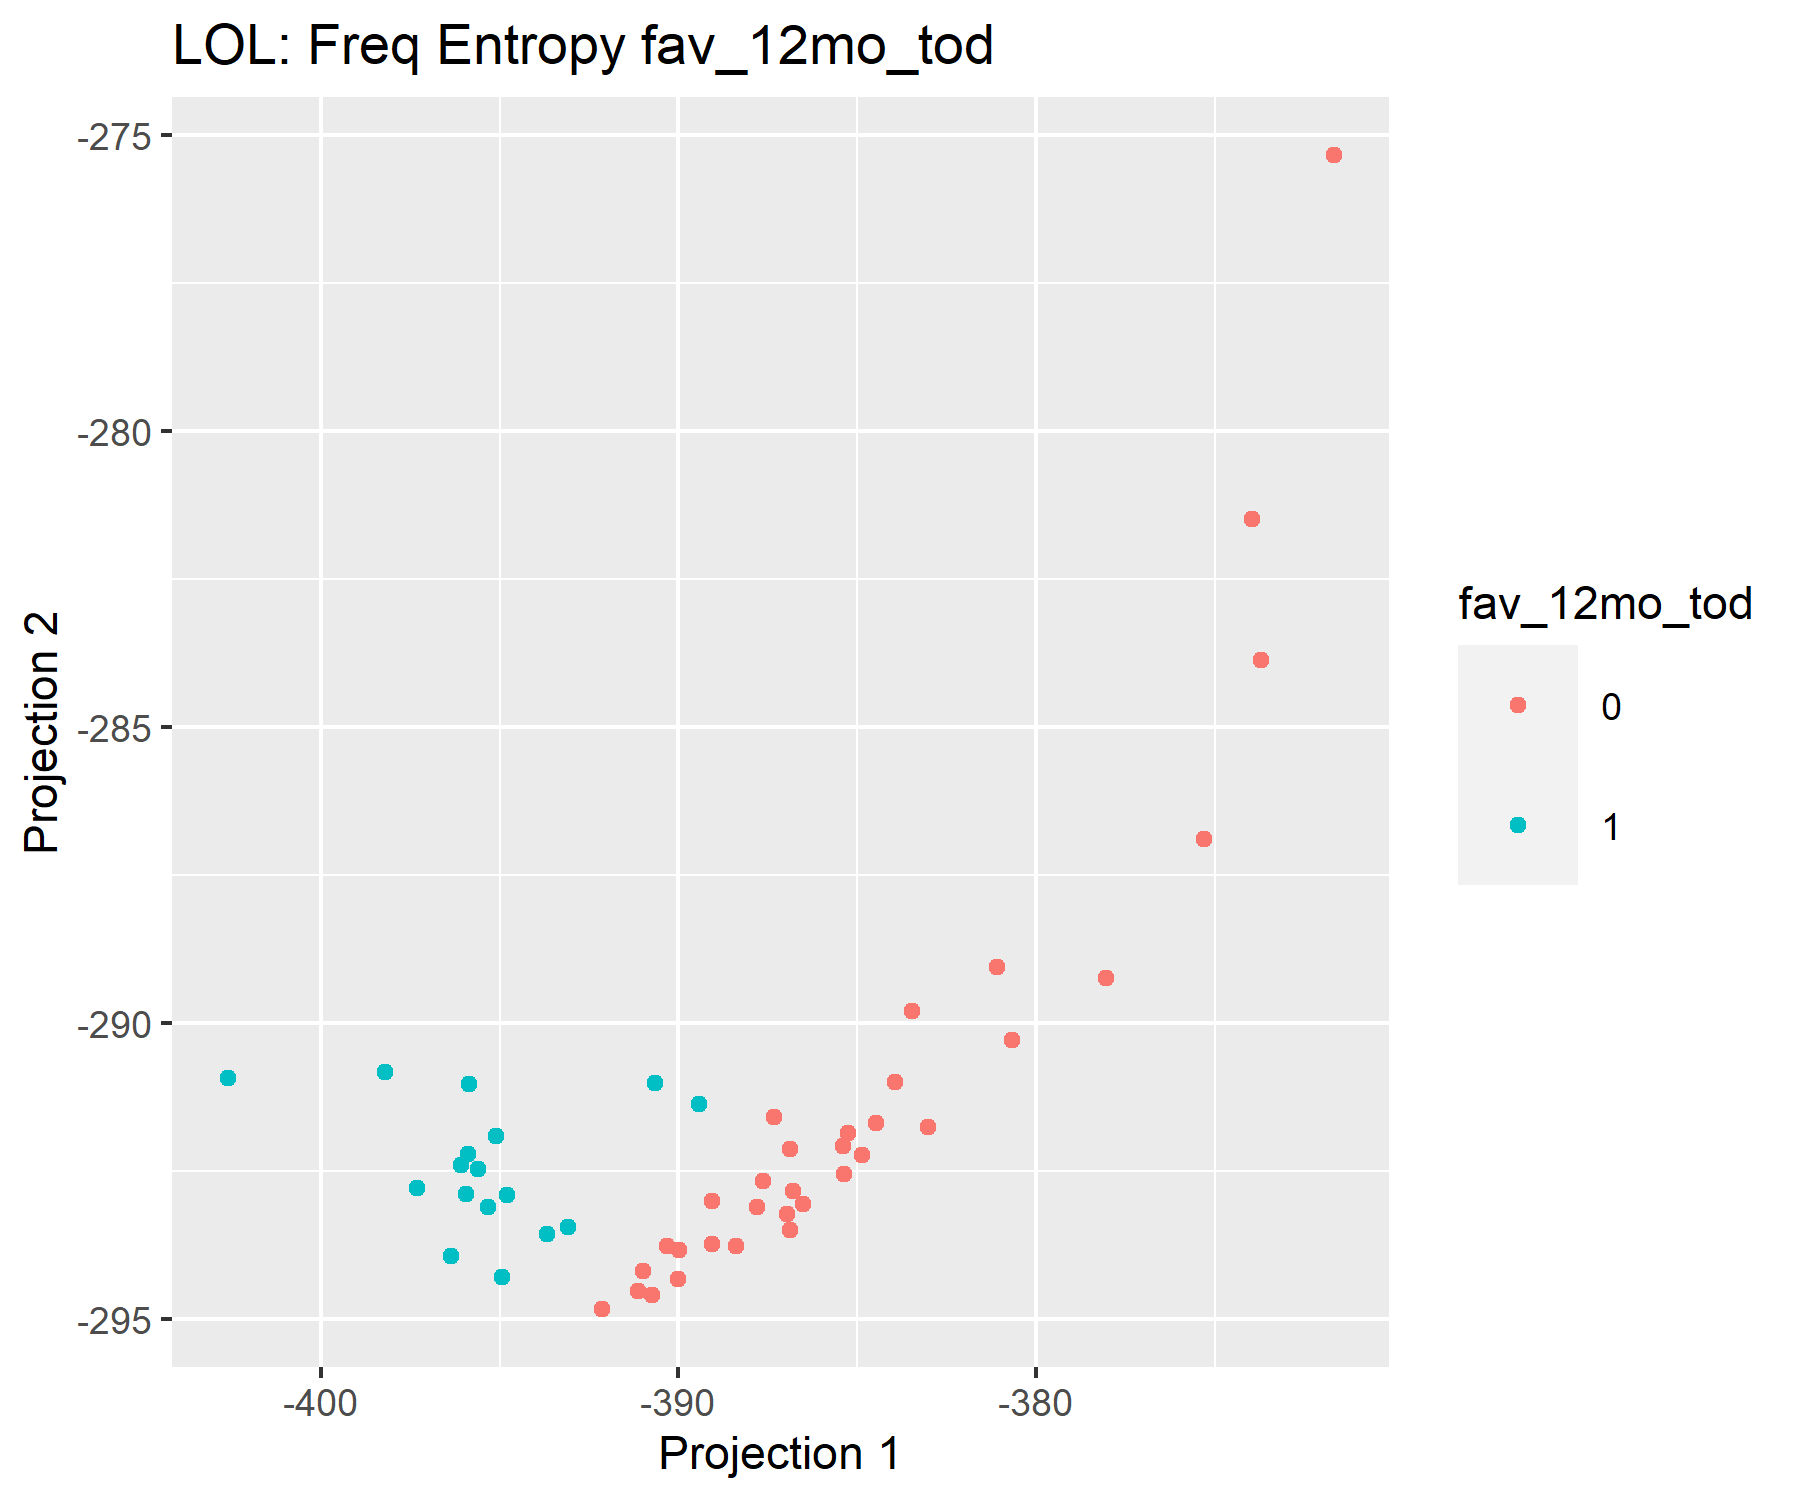 LOL: Freq Entropy fav_12mo_tod
-275
-280
-285
-290
-295
Projection 2
-400
-390
-380
Projection 1
fav_12mo_tod
0
1